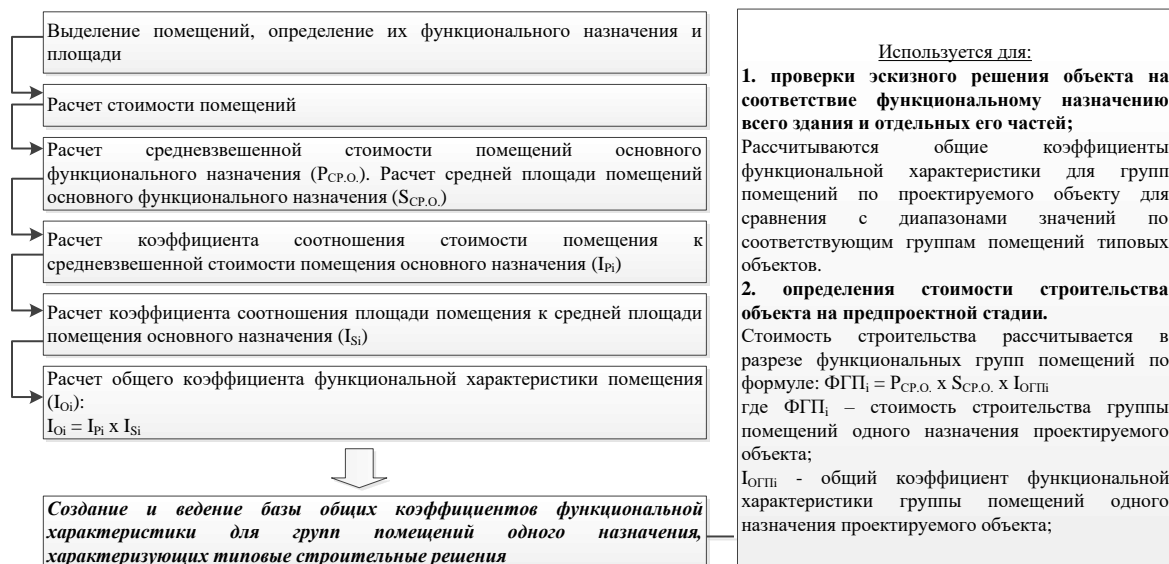 Выделение помещений, определение их функционального назначения и
площади
Расчет стоимости помещений
Расчет средневзвешенной стоимости помещений основного
функционального назначения (PСР.О.). Расчет средней площади помещений
основного функционального назначения (SСР.О.)
Расчет коэффициента соотношения стоимости помещения к
средневзвешенной стоимости помещения основного назначения (IPi)
Расчет коэффициента соотношения площади помещения к средней площади
помещения основного назначения (ISi)
Расчет общего коэффициента функциональной характеристики помещения
(IOi):
IOi = IPi x ISi
Создание и ведение базы общих коэффициентов функциональной
характеристики для групп помещений одного назначения,
характеризующих типовые строительные решения
Используется для:
1. проверки эскизного решения объекта на
соответствие функциональному назначению
всего здания и отдельных его частей;
Рассчитываются общие коэффициенты
функциональной характеристики для групп
помещений по проектируемого объекту для
сравнения с диапазонами значений по
соответствующим группам помещений типовых
объектов.
2. определения стоимости строительства
объекта на предпроектной стадии.
Стоимость строительства рассчитывается в
разрезе функциональных групп помещений по
формуле: ФГПi = PСР.О. x SСР.О. x IОГПi
где ФГПi – стоимость строительства группы
помещений одного назначения проектируемого
объекта;
IОГПi - общий коэффициент функциональной
характеристики группы помещений одного
назначения проектируемого объекта;